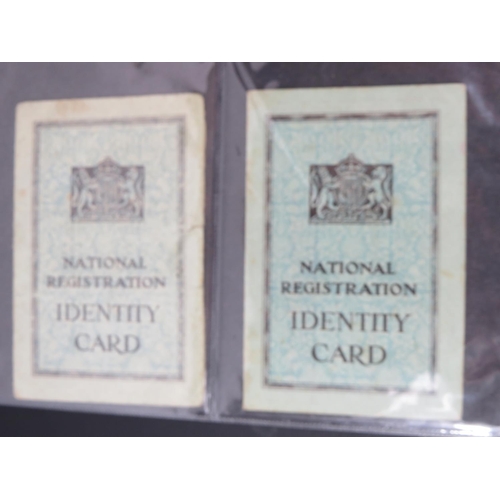 NATIONAL
REGISTRATION
IDENTITY
CARD
NATIONAL
REGISTRATION
IDENTITY
CARD